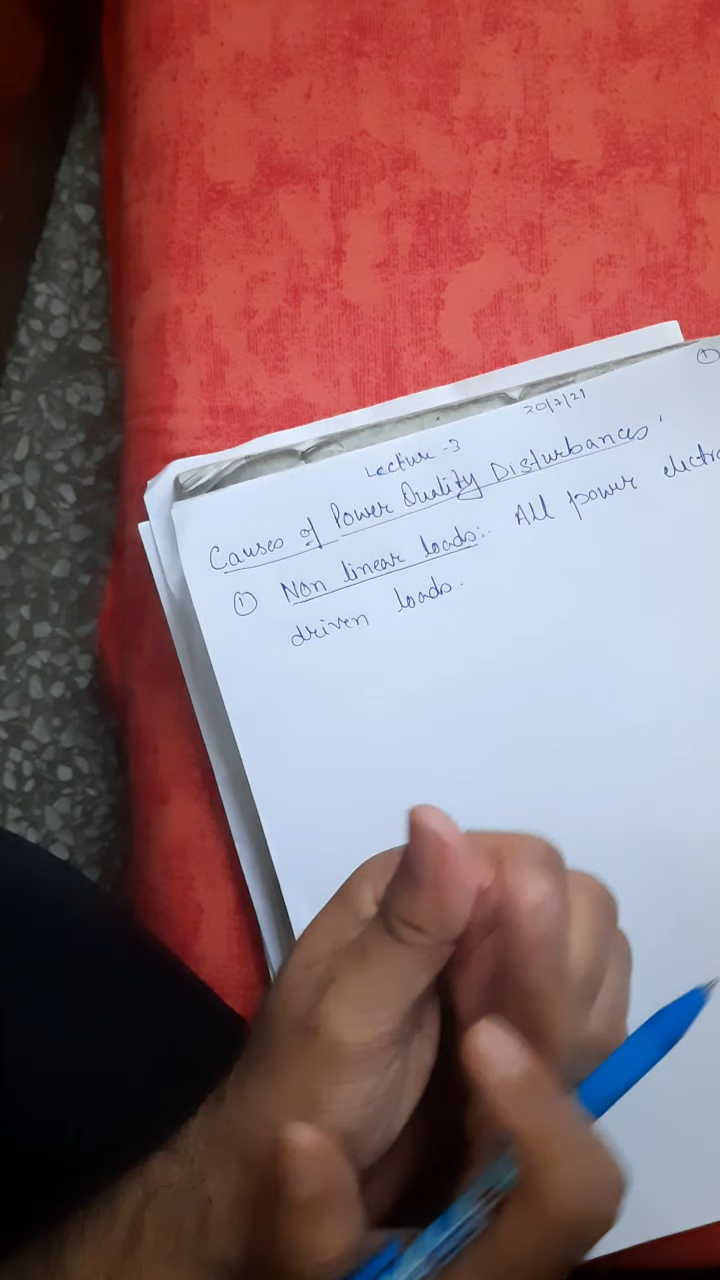 ①
20/7/21
Lecture -3
Causes of Power Quality Disturbances'
① Non linear loads:- All power electro
driven loads.